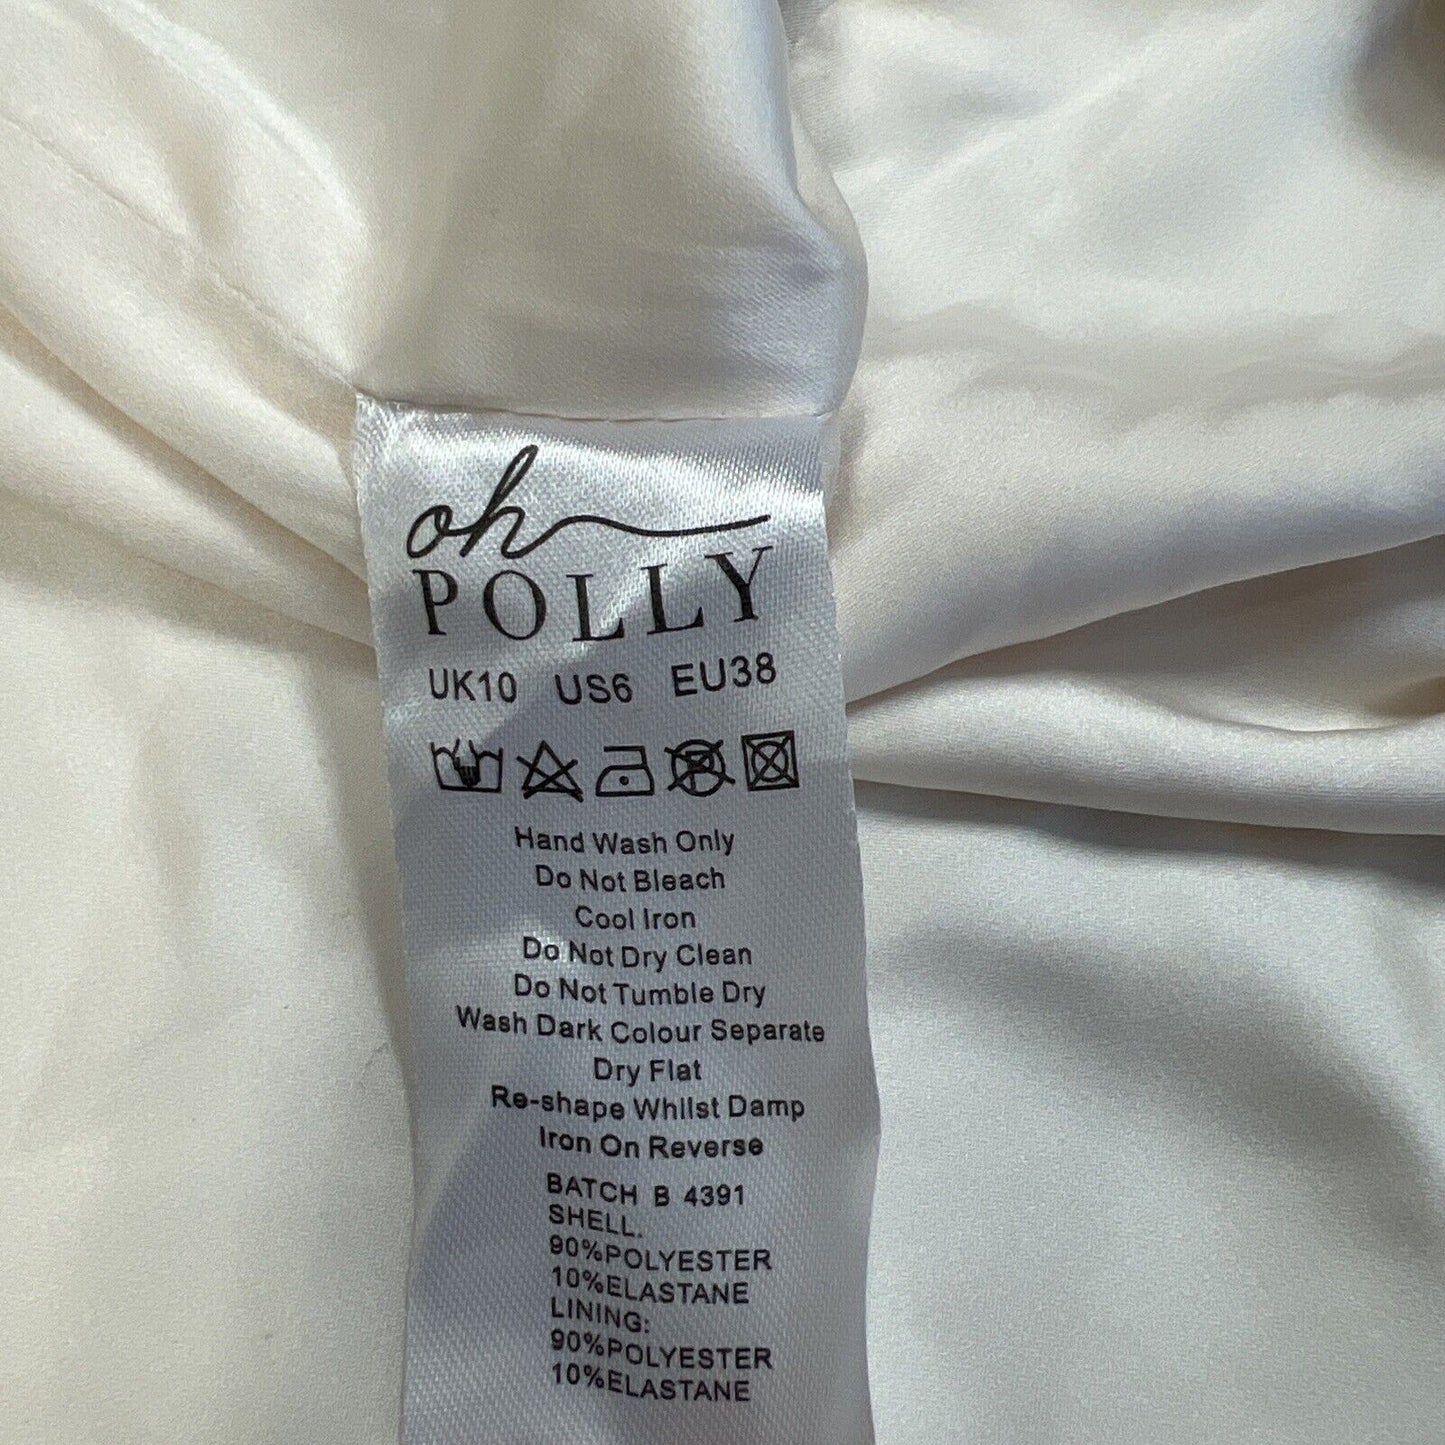 oh
POLLY
UK10 US6 EU38
Hand Wash Only
Do Not Bleach
Cool Iron
Do Not Dry Clean
Do Not Tumble Dry
Wash Dark Colour Separate
Dry Flat
Re-shape Whilst Damp
Iron On Reverse
BATCH B 4391
SHELL.
90%POLYESTER
10%ELASTANE
LINING:
90%POLYESTER
10%ELASTANE